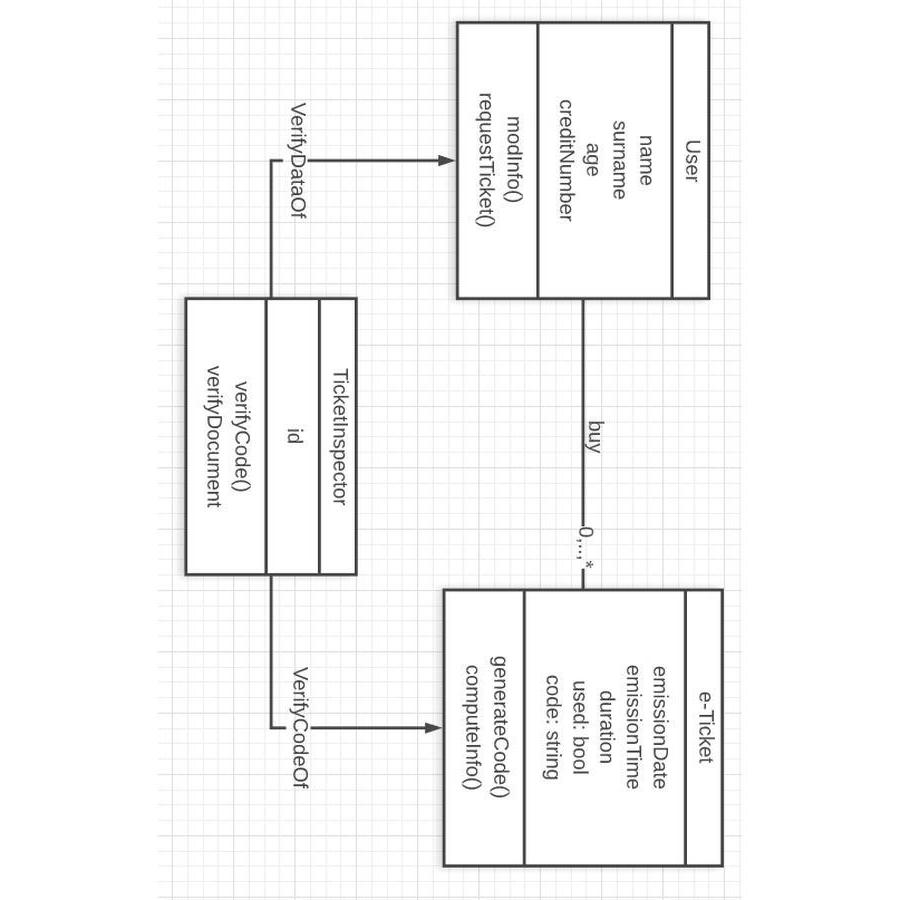 User
name
surname
age
creditNumber
modInfo()
requestTicket()
buy
0,..,*
e-Ticket
emissionDate
emissionTime
duration
used: bool
code: string
generateCode()
computeInfo()
VerifyDataOf
TicketInspector
id
verifyCode()
verifyDocument
VerifyCodeOf